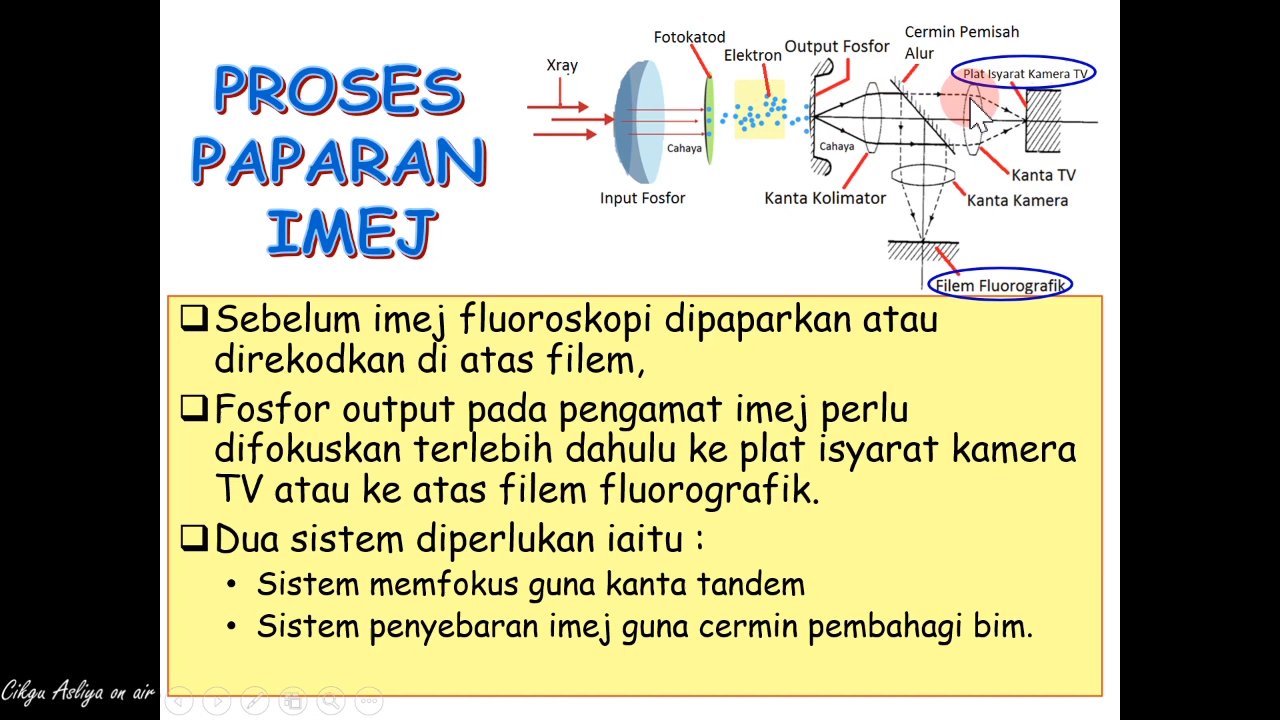 PROSES
PAPARAN
IMEJ
Xray
Fotokatod
Elektron
Output Fosfor
Cermin Pemisah
Alur
Plat Isyarat Kamera TV
Cahaya
Cahaya
Input Fosfor
Kanta Kolimator
Kanta TV
Kanta Kamera
Filem Fluorografik
Sebelum imej fluoroskopi dipaparkan atau
direkodkan di atas filem,
Fosfor output pada pengamat imej perlu
difokuskan terlebih dahulu ke plat isyarat kamera
TV atau ke atas filem fluorografik.
Dua sistem diperlukan iaitu :
• Sistem memfokus guna kanta tandem
• Sistem penyebaran imej guna cermin pembahagi bim.
Cikgu Asliya on air